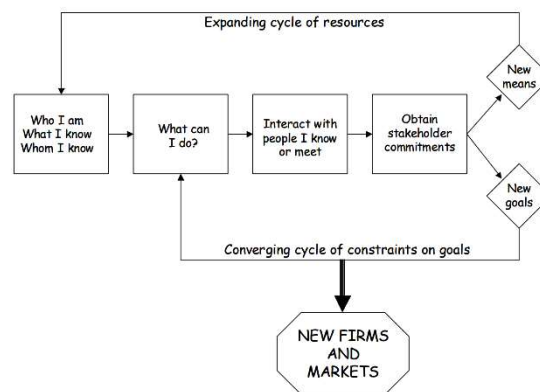 Expanding cycle of resources
New
means
Who I am
What I know
Whom I know
What can
I do?
Interact with
people I know
or meet
Obtain
stakeholder
commitments
New
goals
Converging cycle of constraints on goals
NEW FIRMS
AND
MARKETS